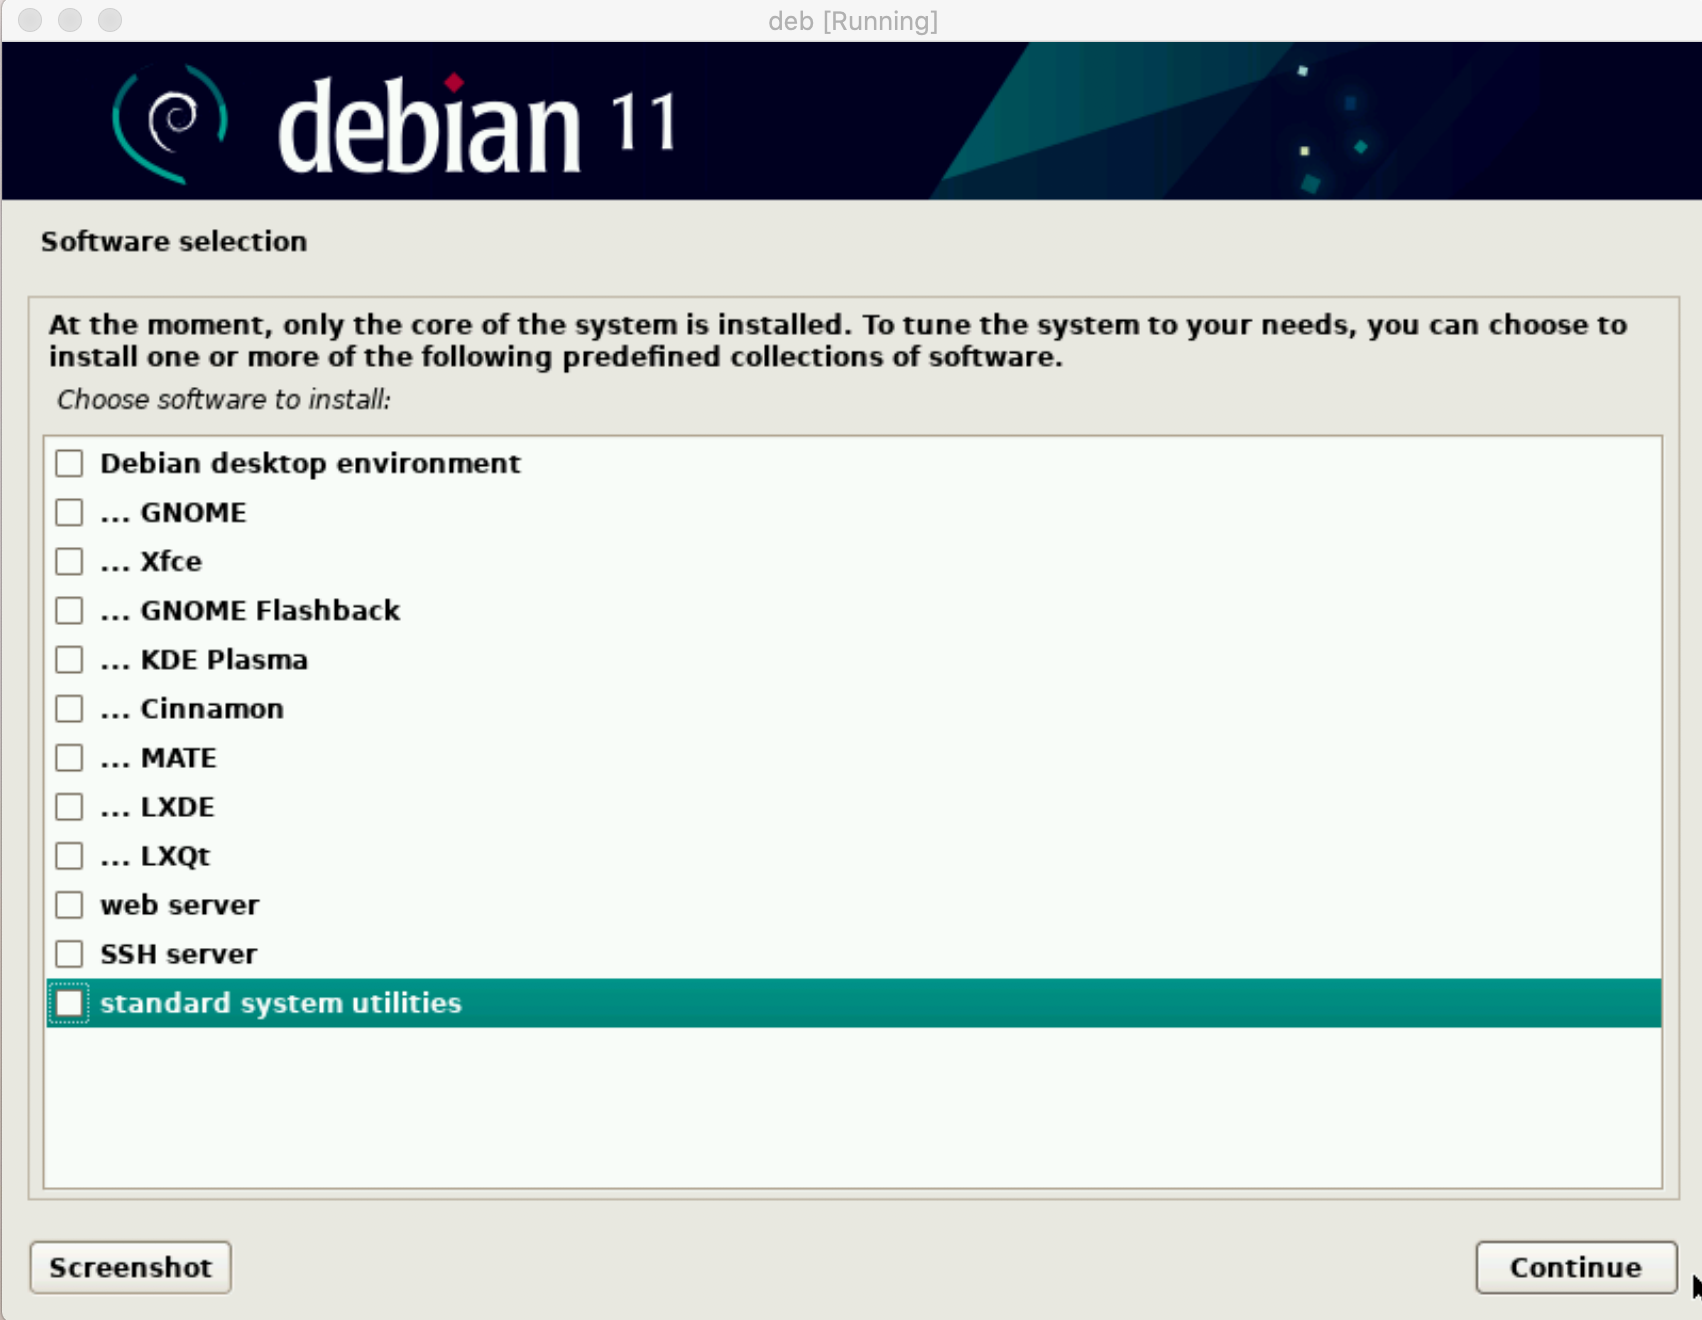 deb [Running]
debian 11
Software selection
At the moment, only the core of the system is installed. To tune the system to your needs, you can choose to
install one or more of the following predefined collections of software.
Choose software to install:
Debian desktop environment
... GNOME
... Xfce
... GNOME Flashback
... KDE Plasma
... Cinnamon
... MATE
... LXDE
... LXQt
web server
SSH server
standard system utilities
Screenshot
Continue